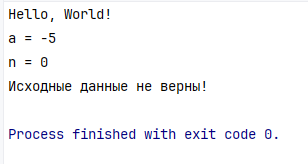 Hello, World!
a = -5
n = 0
Исходные данные не верны!
Process finished with exit code 0.